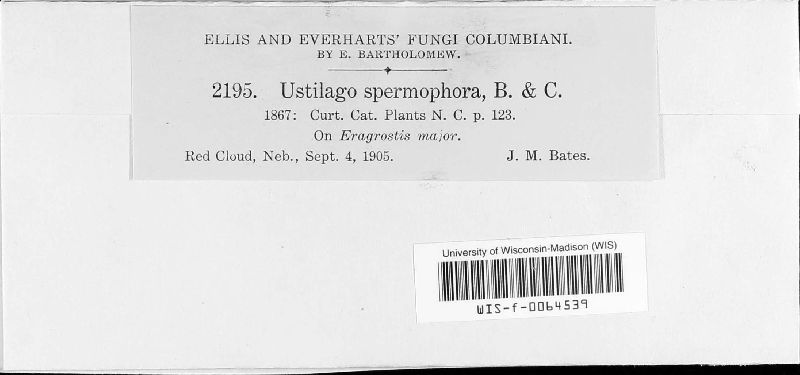 ELLIS AND EVERHARTS' FUNGI COLUMBIANI.
BY E. BARTHOLOMEW.
2195. Ustilago spermophora, B. & C.
1867: Curt. Cat. Plants N. C. p. 123.
On Eragrostis major.
Red Cloud, Neb., Sept. 4, 1905. J. M. Bates.
University of Wisconsin-Madison (WIS)
WIS-f-0064539